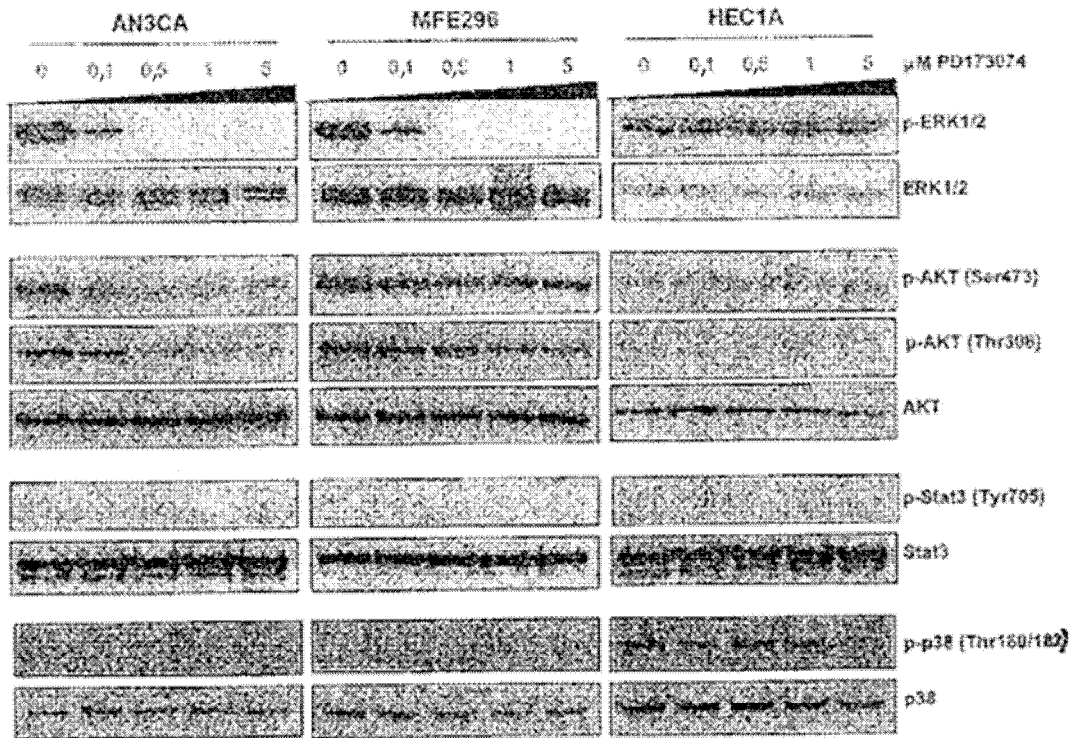 AN3CA MFE296 HEC1A
0 0,1 0,5 1 5 0 0,1 0,5 1 5 0 0,1 0,5 1 5 µM PD173074
p-ERK1/2
ERK1/2
p-AKT (Ser473)
p-AKT (Thr308)
AKT
p-Stat3 (Tyr705)
Stat3
p-p38 (Thr180/182)
p38